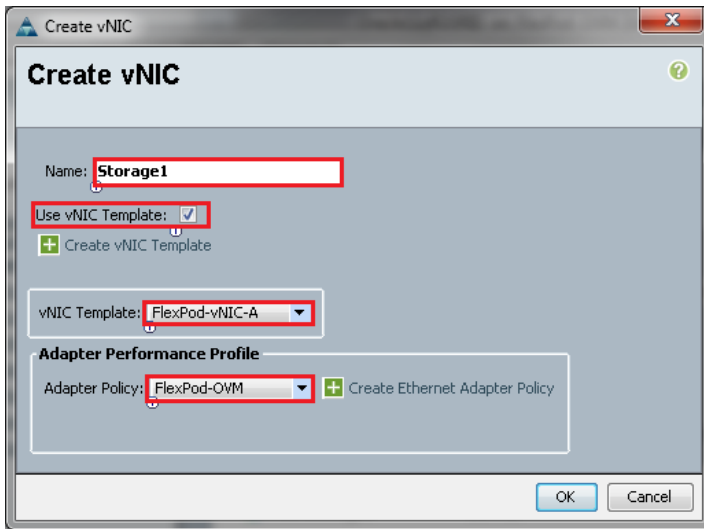 Create vNIC
Create vNIC
Name: Storage1
Use vNIC Template:
Create vNIC Template
vNIC Template: FlexPod-vNIC-A
Adapter Performance Profile
Adapter Policy: FlexPod-OVM Create Ethernet Adapter Policy
OK Cancel